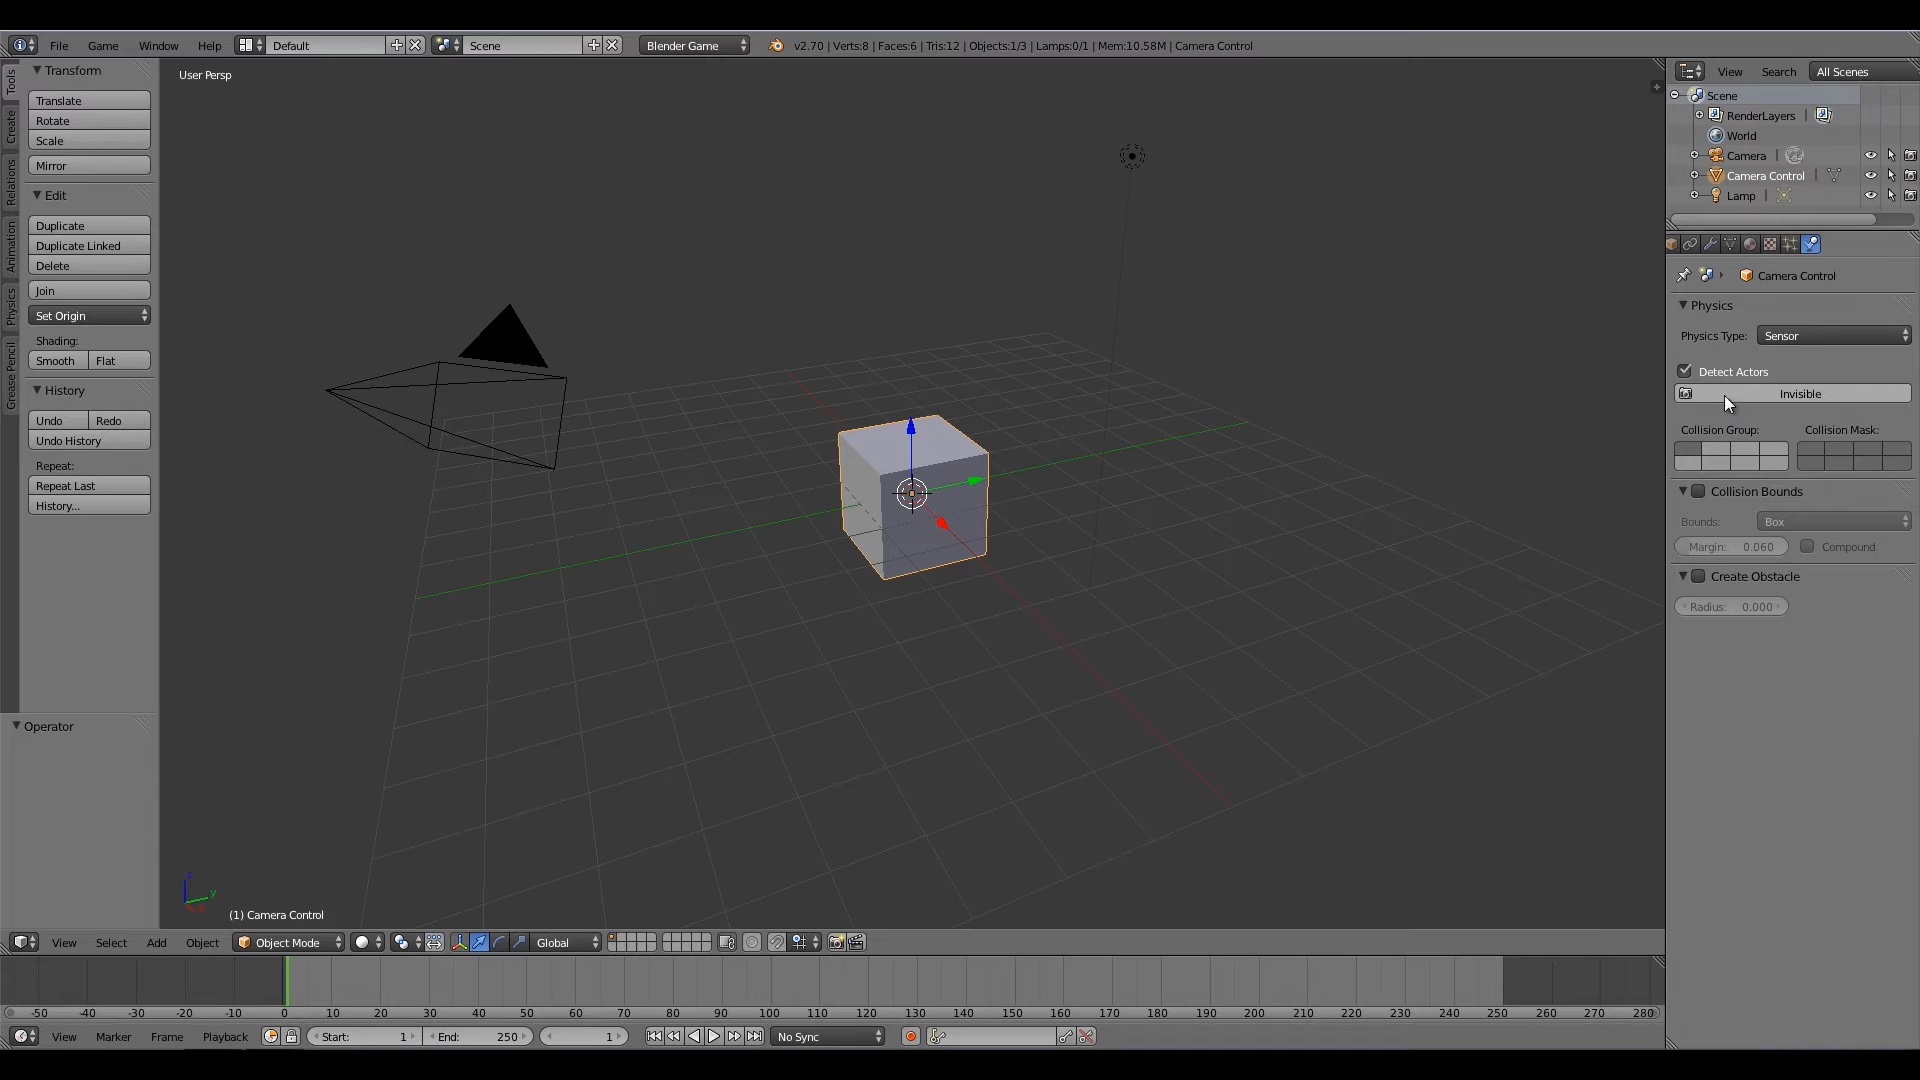 File Game Window Help Default Scene Blender Game v2.70 | Verts:8 | Faces:6 | Tris:12 | Objects:1/3 | Lamps:0/1 | Mem:10.58M | Camera Control
Tools
Create
Relations
Animation
Physics
Grease Pencil
Transform
Translate
Rotate
Scale
Mirror
Edit
Duplicate
Duplicate Linked
Delete
Join
Set Origin
Shading:
Smooth Flat
History
Undo Redo
Undo History
Repeat:
Repeat Last
History...
Operator
User Persp
z
y
(1) Camera Control
View Search All Scenes
Scene
RenderLayers |
World
Camera |
Camera Control |
Lamp |
Camera Control
Physics
Physics Type: Sensor
Detect Actors
Invisible
Collision Group: Collision Mask:
Collision Bounds
Bounds: Box
Margin: 0.060 Compound
Create Obstacle
Radius: 0.000
View Select Add Object Object Mode Global
-50 -40 -30 -20 -10 0 10 20 30 40 50 60 70 80 90 100 110 120 130 140 150 160 170 180 190 200 210 220 230 240 250 260 270 280
View Marker Frame Playback Start: 1 End: 250 1 No Sync